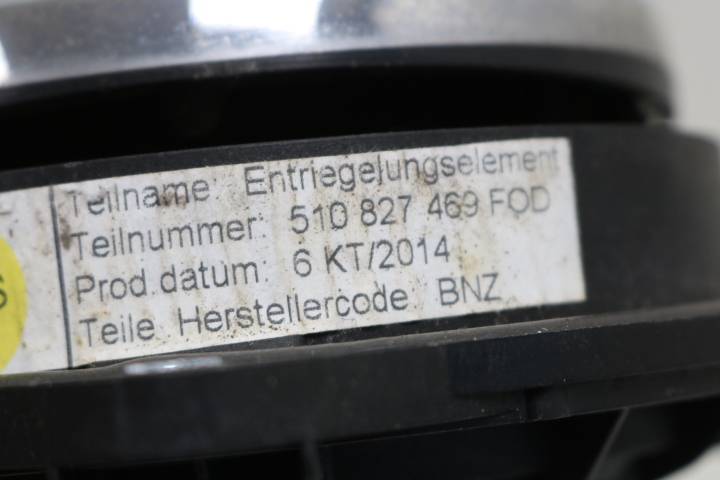 Teilname: Entriegelungselement
Teilnummer: 510 827 469 FOD
Prod.datum: 6 KT/2014
Teile Herstellercode BNZ